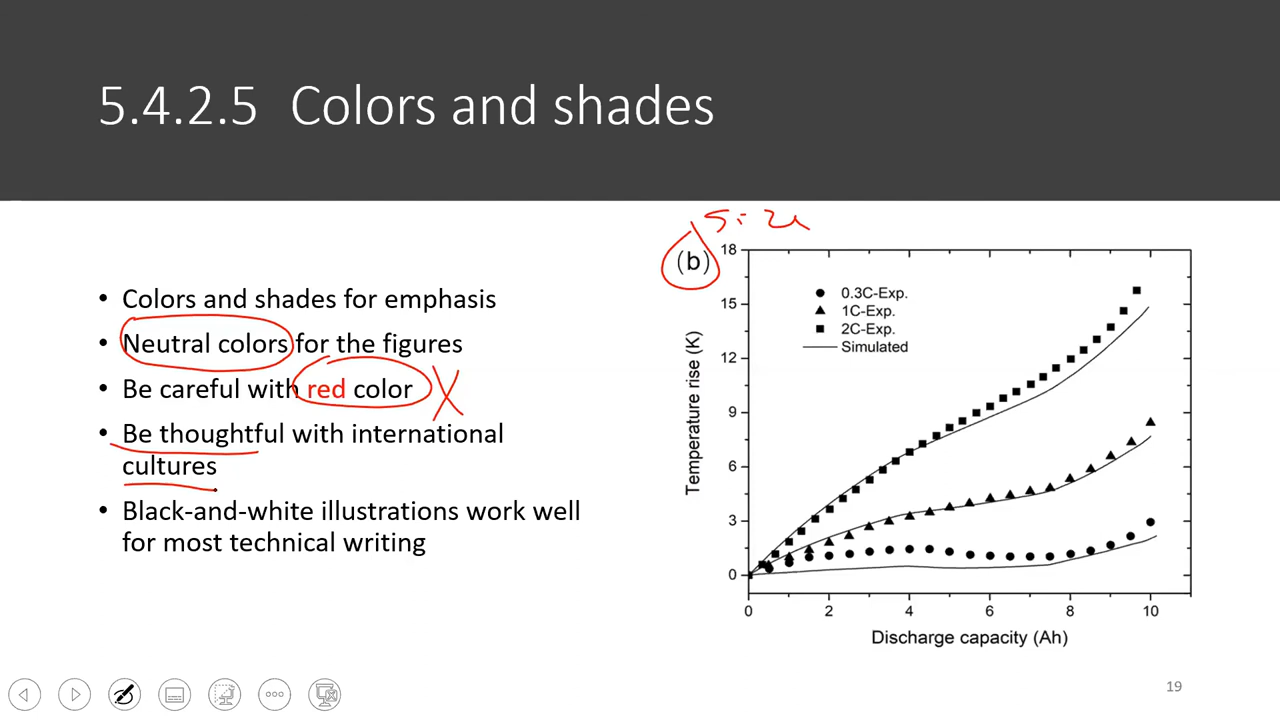 5.4.2.5 Colors and shades
• Colors and shades for emphasis
• Neutral colors for the figures
• Be careful with red color
• Be thoughtful with international
cultures
• Black-and-white illustrations work well
for most technical writing
(b)
18
15
12
9
6
3
0
Temperature rise (K)
0.3C-Exp.
1C-Exp.
2C-Exp.
Simulated
0 2 4 6 8 10
Discharge capacity (Ah)
19